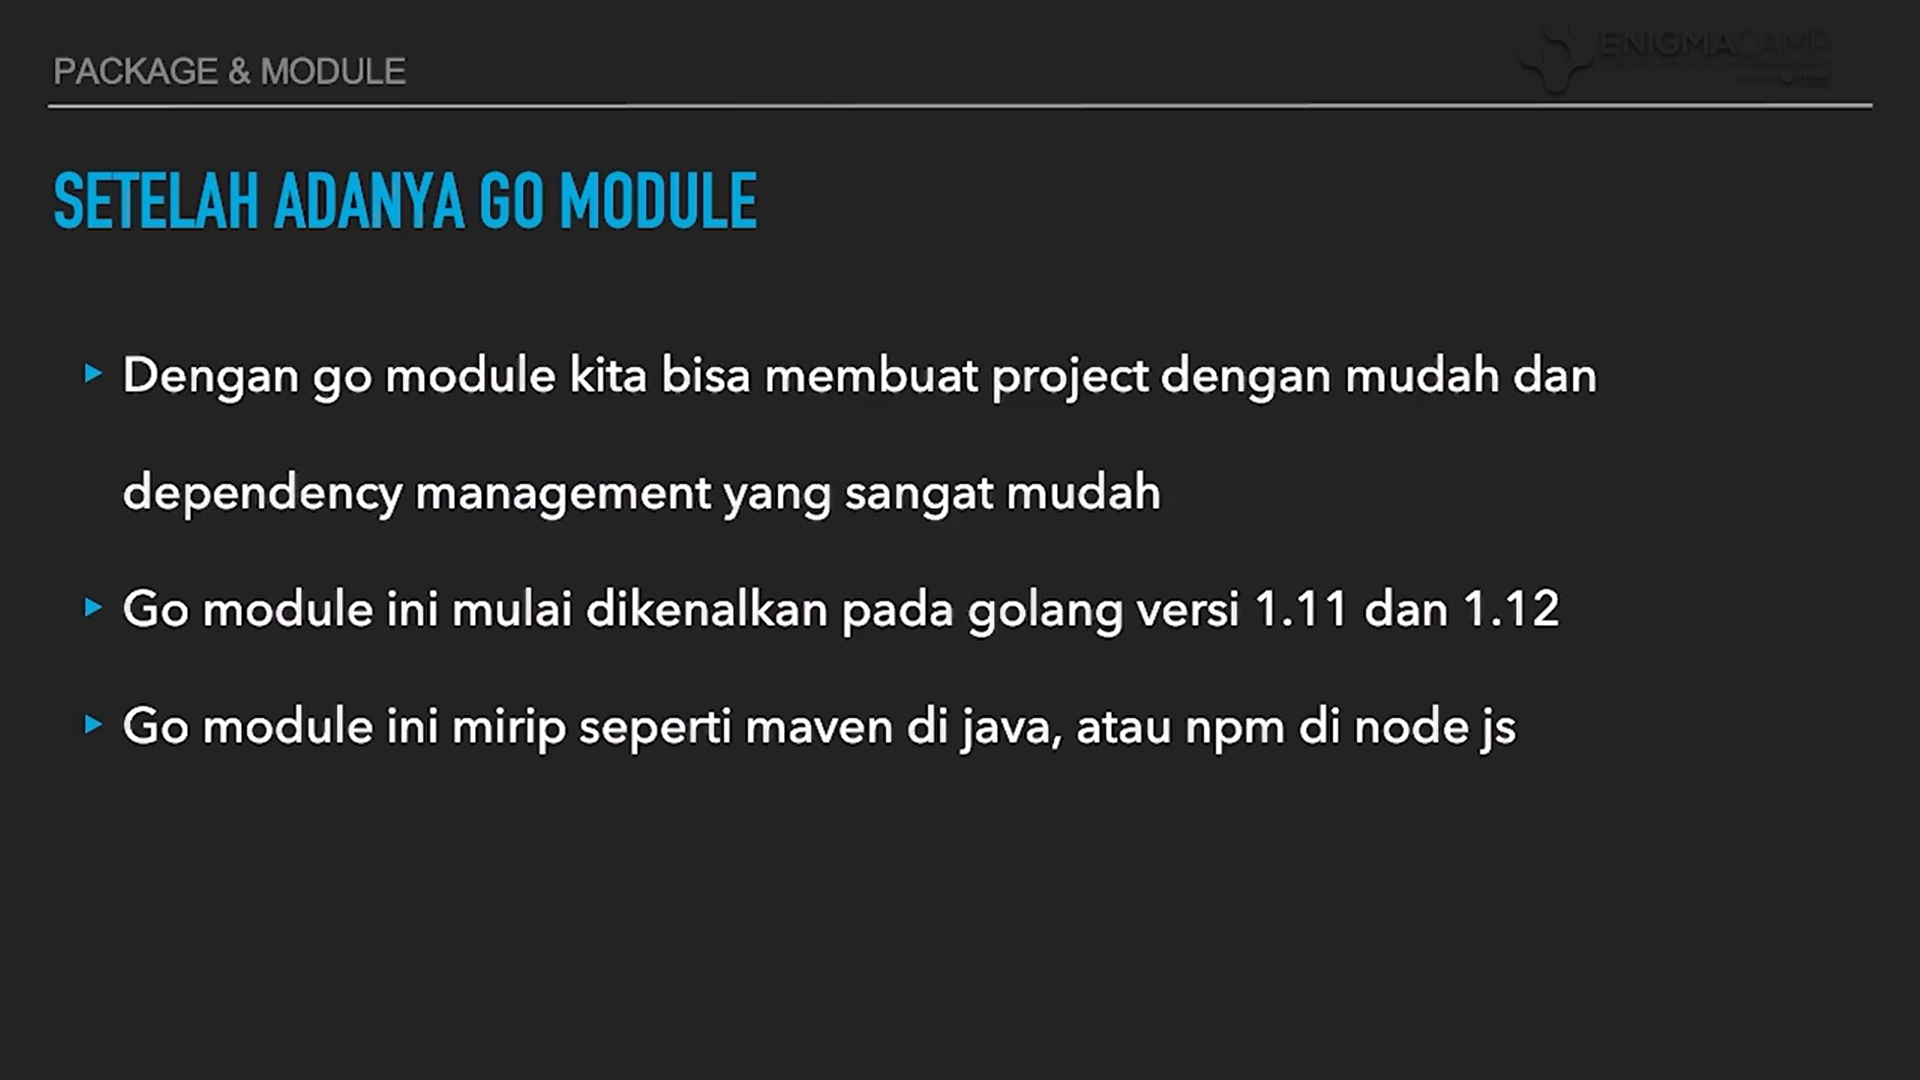 PACKAGE & MODULE
ENIGMACAMP
SETELAH ADANYA GO MODULE
Dengan go module kita bisa membuat project dengan mudah dan
dependency management yang sangat mudah
Go module ini mulai dikenalkan pada golang versi 1.11 dan 1.12
Go module ini mirip seperti maven di java, atau npm di node js